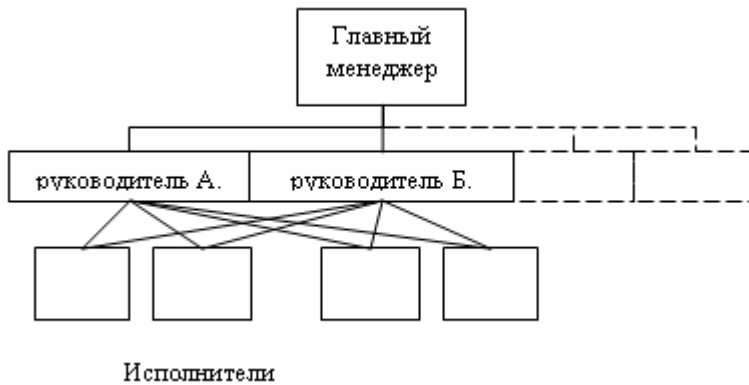 Главный
менеджер
руководитель А.
руководитель Б.
Исполнители